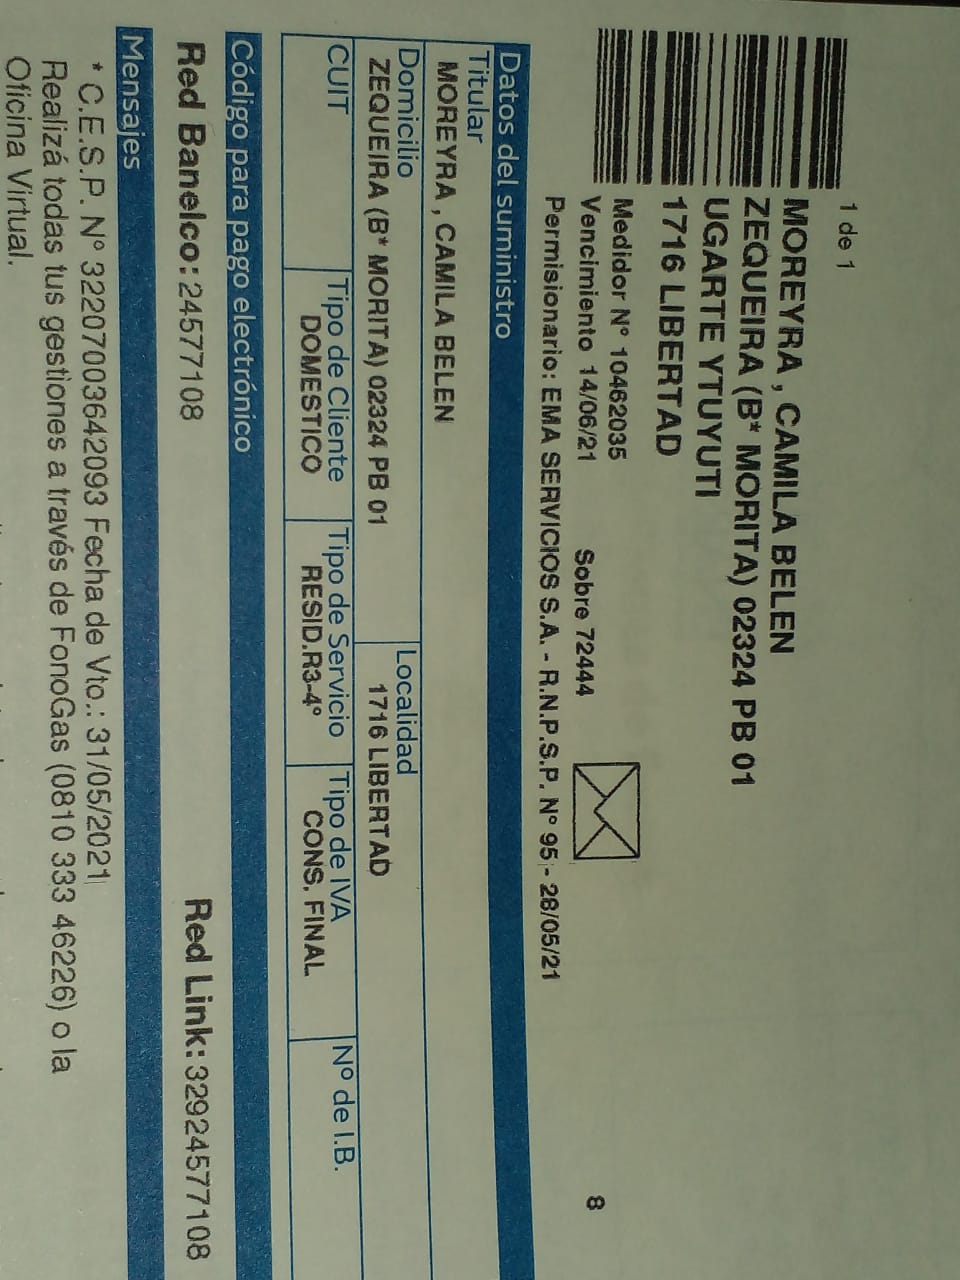 1 de 1
MOREYRA , CAMILA BELEN
ZEQUEIRA (B* MORITA) 02324 PB 01
UGARTE YTUYUTI
1716 LIBERTAD
Medidor Nº 10462035
Vencimiento 14/06/21 Sobre 72444 8
Permisionario: EMA SERVICIOS S.A. - R.N.P.S.P. Nº 95 - 28/05/21
Datos del suministro
Titular
MOREYRA , CAMILA BELEN
Domicilio Localidad
ZEQUEIRA (B* MORITA) 02324 PB 01 1716 LIBERTAD
CUIT Tipo de Cliente Tipo de Servicio Tipo de IVA Nº de I.B.
DOMESTICO RESID.R3-4º CONS. FINAL
Código para pago electrónico
Red Banelco: 24577108 Red Link: 32924577108
Mensajes
* C.E.S.P. Nº 32207003642093 Fecha de Vto.: 31/05/2021
Realizá todas tus gestiones a través de FonoGas (0810 333 46226) o la
Oficina Virtual.